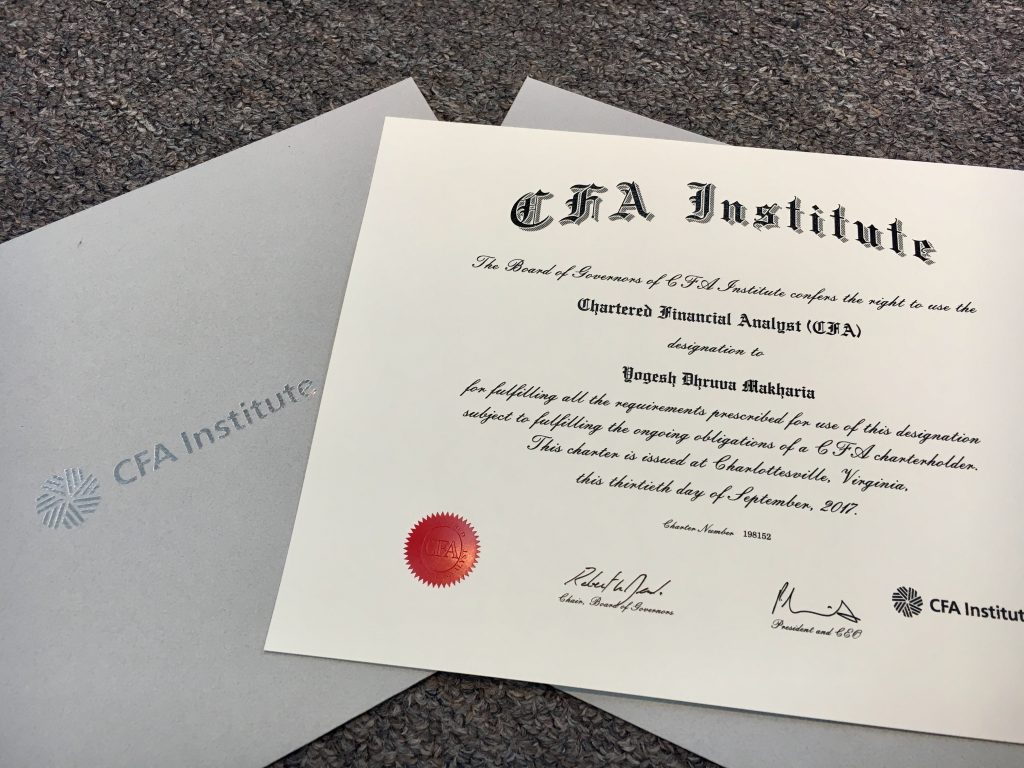 CFA Institute
The Board of Governors of CFA Institute confers the right to use the
Chartered Financial Analyst (CFA)
designation to
Yogesh Dhruva Makharia
for fulfilling all the requirements prescribed for use of this designation
subject to fulfilling the ongoing obligations of a CFA charterholder.
This charter is issued at Charlottesville, Virginia,
this thirtieth day of September, 2017.
Charter Number 198152
CFA
Chair, Board of Governors
President and CEO
CFA Institut
CFA Institute